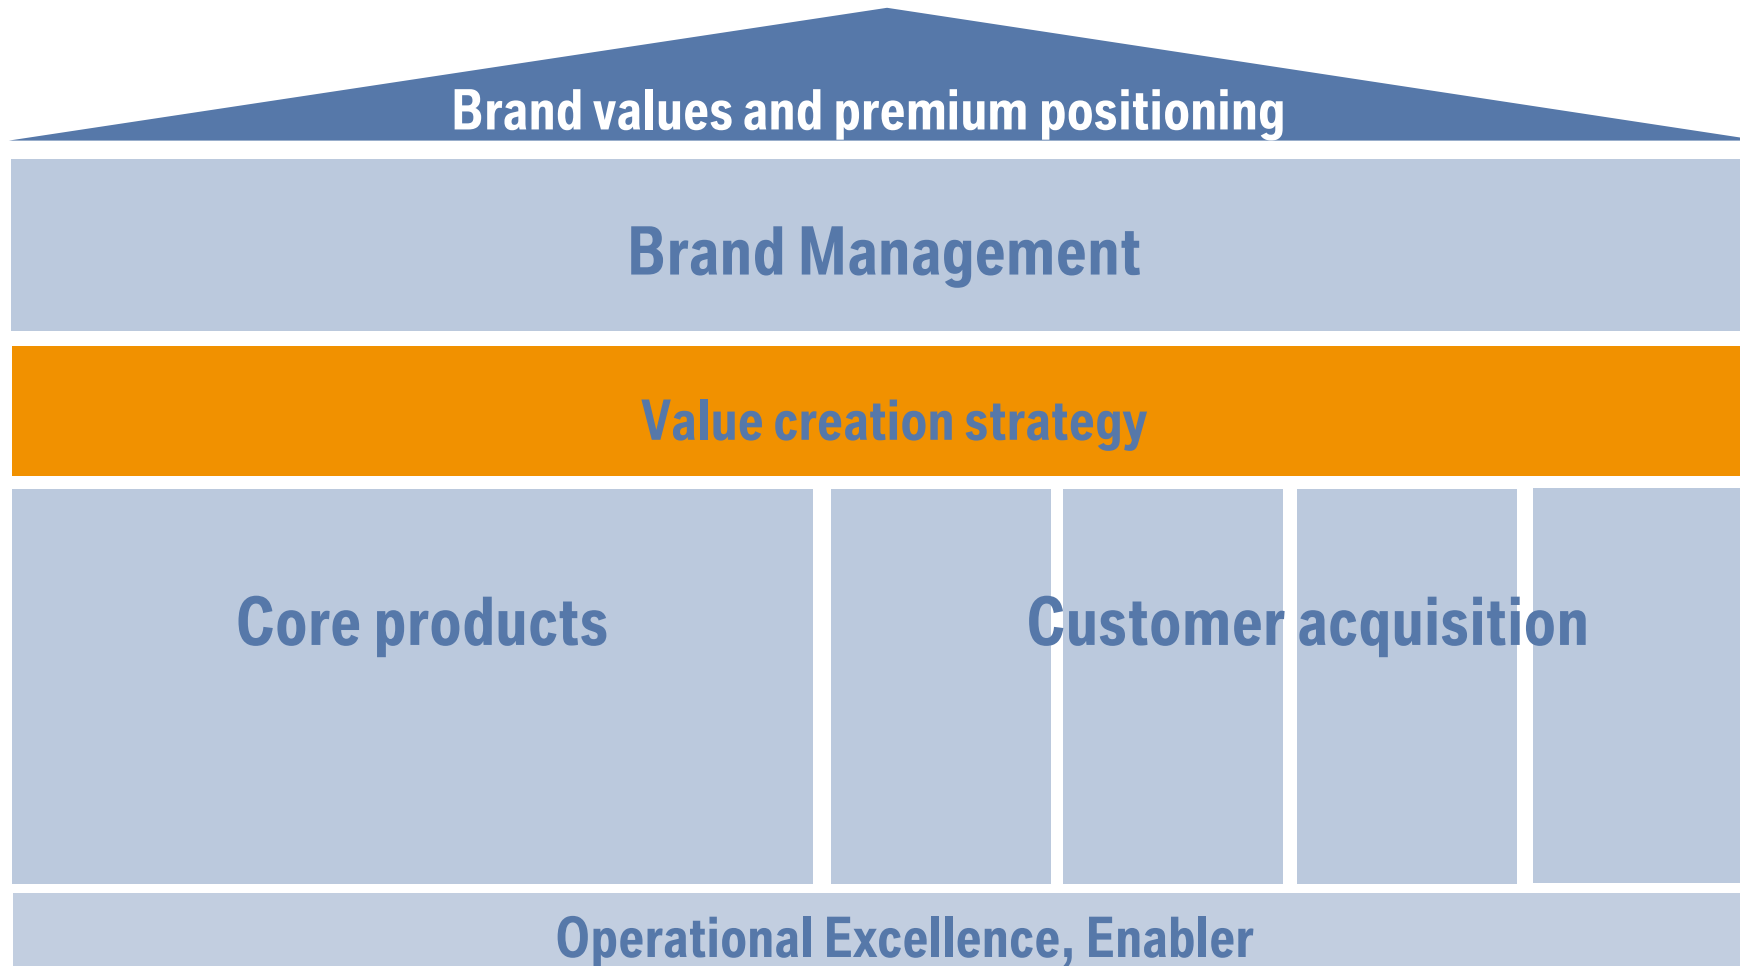 Brand values and premium positioning
Brand Management
Value creation strategy
Core products
Customer acquisition
Operational Excellence, Enabler